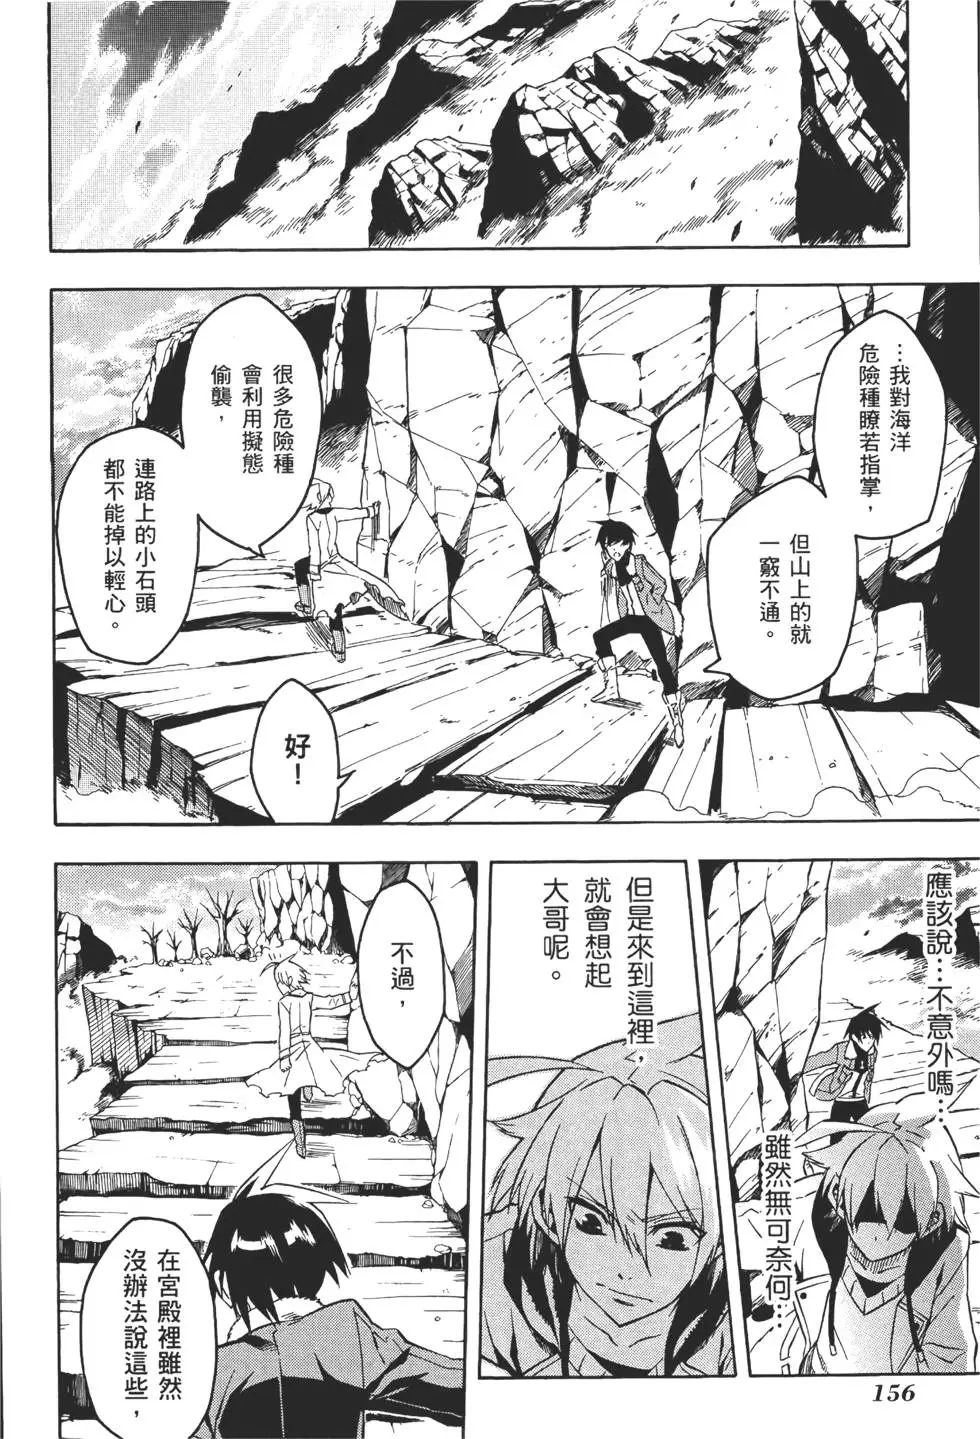 …我對海洋
危險種瞭若指掌，
但山上的就
一竅不通。
很多危險種
會利用擬態
偷襲，
連路上的小石頭
都不能掉以輕心。
好！
應該說…不意外嗎…
雖然無可奈何…
但是來到這裡，
就會想起
大哥呢。
不過，
在宮殿裡雖然
沒辦法說這些，
156